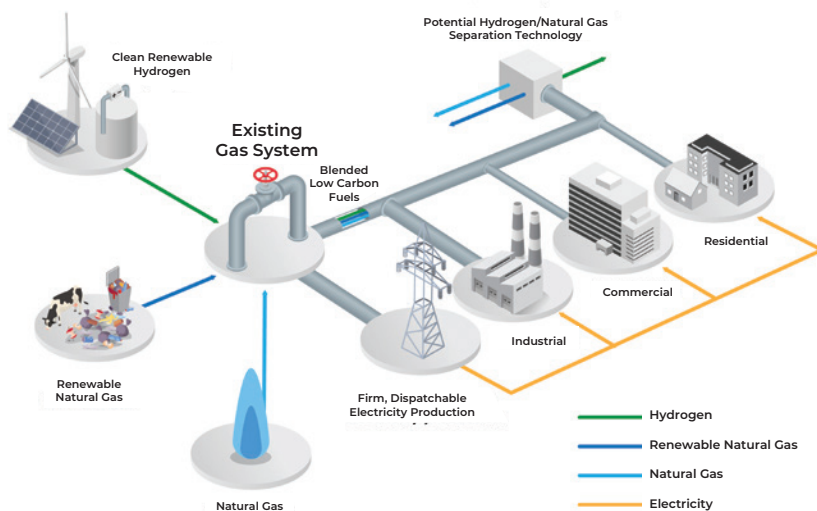 Potential Hydrogen/Natural Gas
Separation Technology
Clean Renewable
Hydrogen
Existing
Gas System
Blended
Low Carbon
Fuels
Residential
Commercial
Industrial
Renewable
Natural Gas
Firm, Dispatchable
Electricity Production
Natural Gas
Hydrogen
Renewable Natural Gas
Natural Gas
Electricity